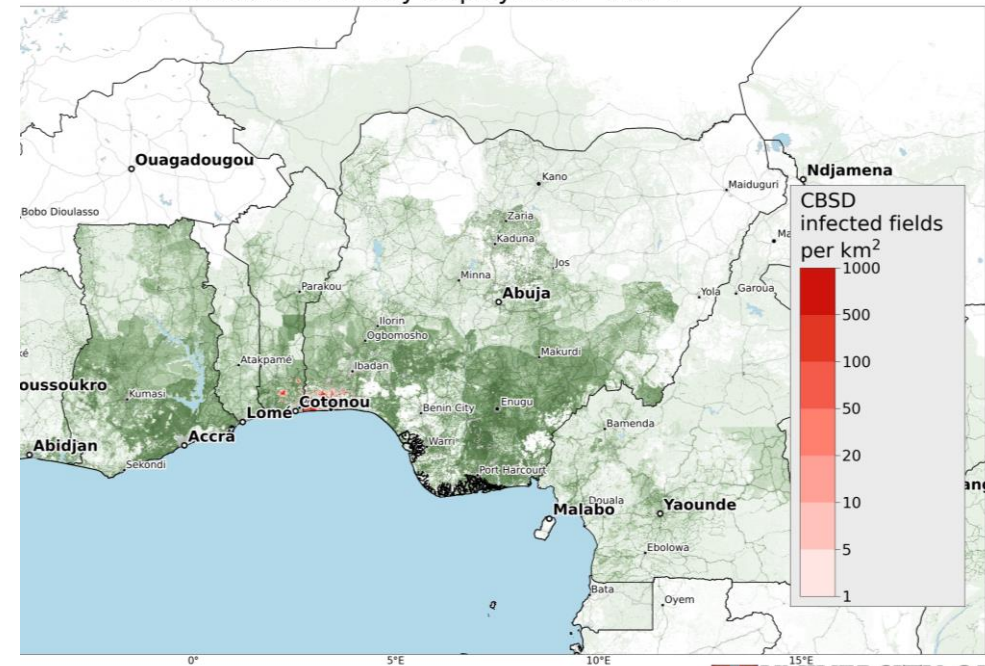 Ouagadougou
Bobo Dioulasso
Kano
Maiduguri
Ndjamena
Zaria
Kaduna
Jos
Minna
Abuja
Parakou
Yola
Garoua
Ilorin
Ogbomosho
Ibadan
Makurdi
Atakpamé
oussoukro
Kumasi
Lomé
Cotonou
Benin City
Enugu
Bamenda
Abidjan
Accra
Sekondi
Warri
Port Harcourt
Malabo
Douala
Yaounde
Ebolowa
Bata
Oyem
Ma
CBSD
infected fields
per km²
1000
500
100
50
20
10
5
1
0°
5°E
10°E
15°E